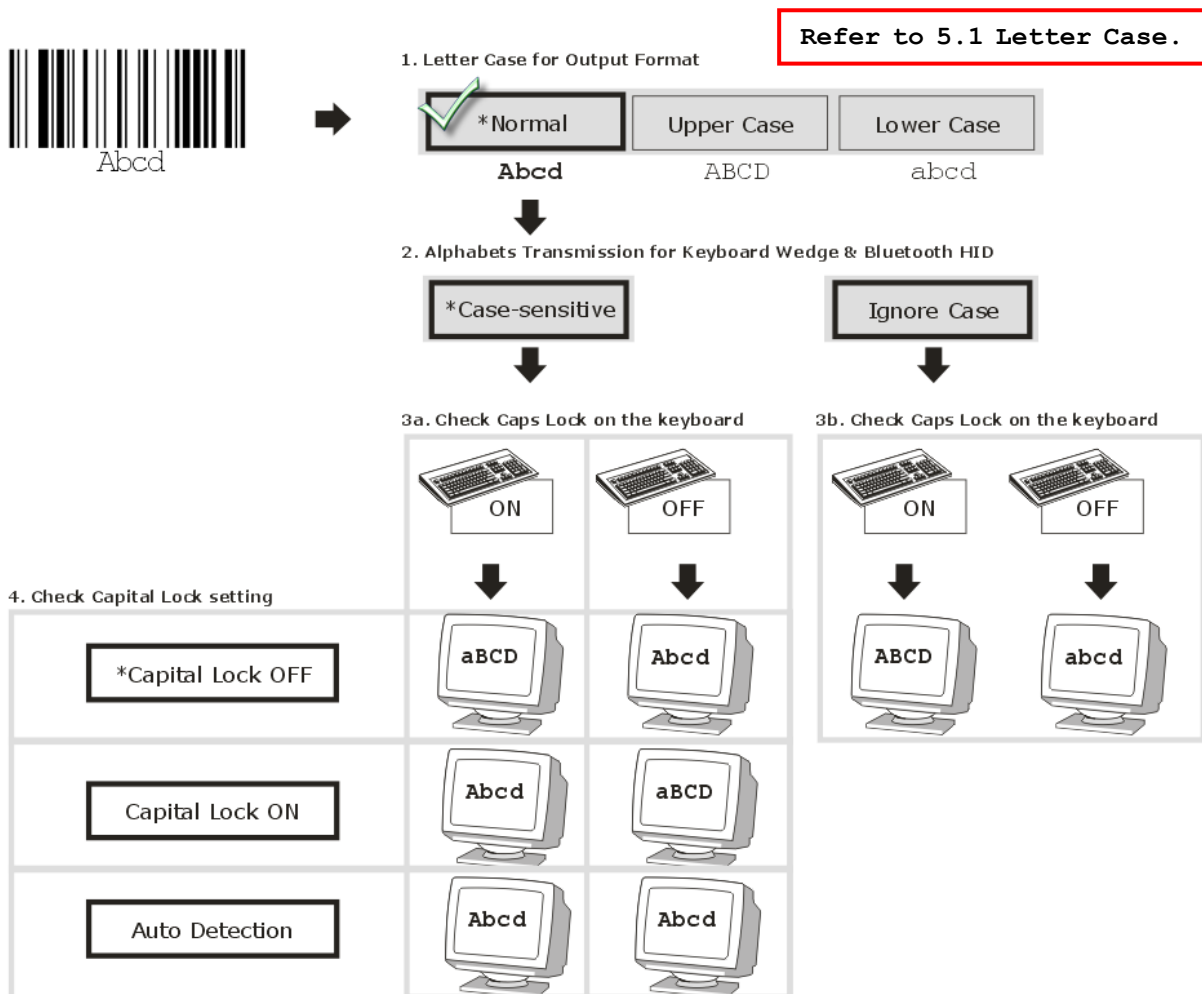 Refer to 5.1 Letter Case.
1. Letter Case for Output Format
*Normal
Upper Case
Lower Case
Abcd
Abcd
ABCD
abcd
2. Alphabets Transmission for Keyboard Wedge & Bluetooth HID
*Case-sensitive
Ignore Case
3a. Check Caps Lock on the keyboard
3b. Check Caps Lock on the keyboard
ON
OFF
ON
OFF
4. Check Capital Lock setting
*Capital Lock OFF
aBCD
Abcd
ABCD
abcd
Capital Lock ON
Abcd
aBCD
Auto Detection
Abcd
Abcd